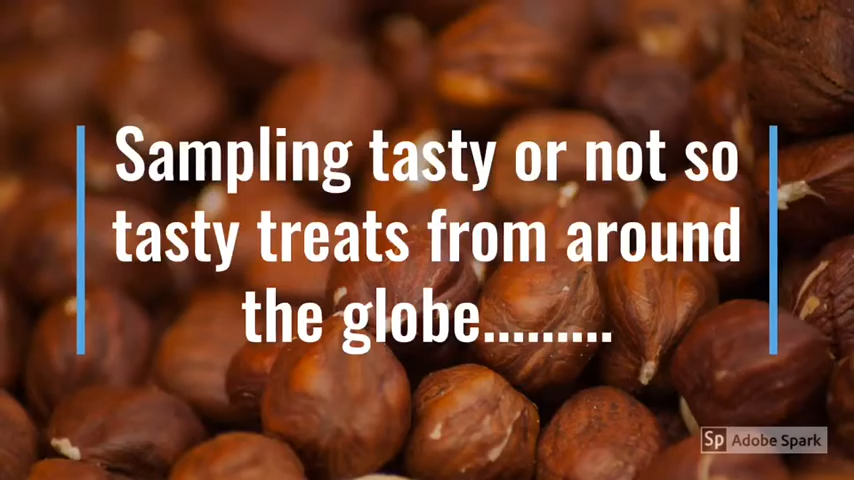 Sampling tasty or not so
tasty treats from around
the globe.........
Sp Adobe Spark